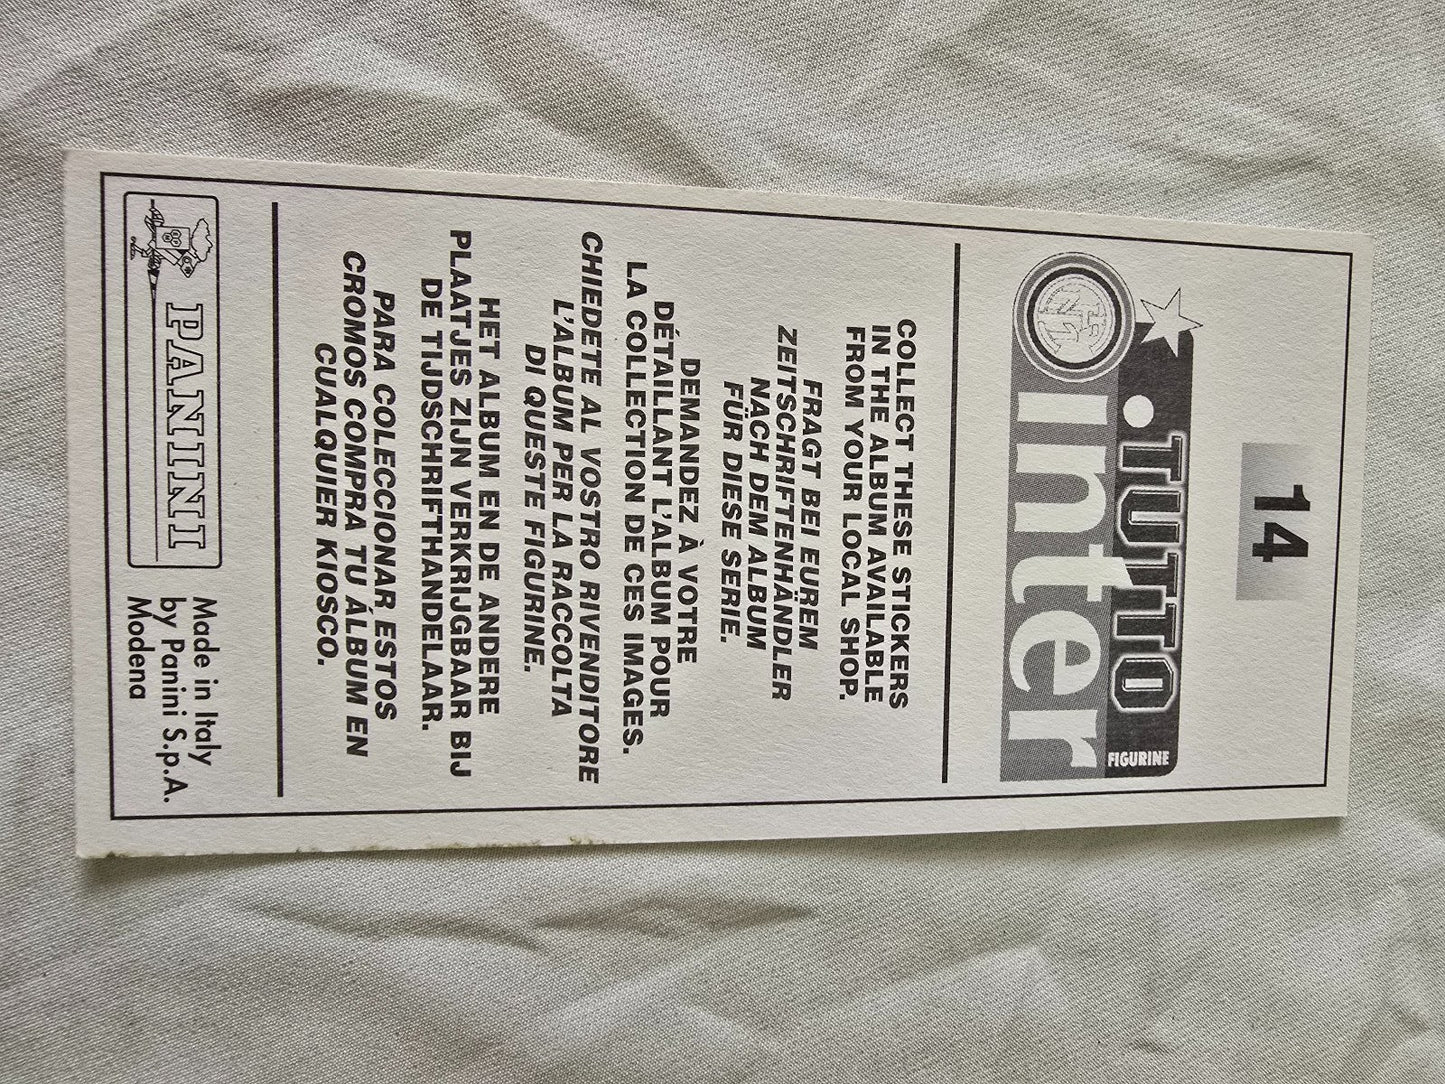 14
TUTTO
FIGURINE
inter
COLLECT THESE STICKERS
IN THE ALBUM AVAILABLE
FROM YOUR LOCAL SHOP.
FRAGT BEI EURËM
ZEITSCHRIFTENHÄNDLER
NACH DEM ALBUM
FÜR DIESE SERIE.
DEMANDEZ À VOTRE
DÉTAILLANT L'ALBUM POUR
LA COLLECTION DE CES IMAGES.
CHIEDETE AL VOSTRO RIVENDITORE
L'ALBUM PER LA RACCOLTA
DI QUESTE FIGURINE.
HET ALBUM EN DE ANDERE
PLAATJES ZIJN VERKRIJGBAAR BIJ
DE TIJDSCHRIFTHANDELAAR.
PARA COLECCIONAR ESTOS
CROMOS COMPRA TU ÁLBUM EN
CUALQUIER KIOSCO.
PANINI
Made in Italy
by Panini S.p.A.
Modena